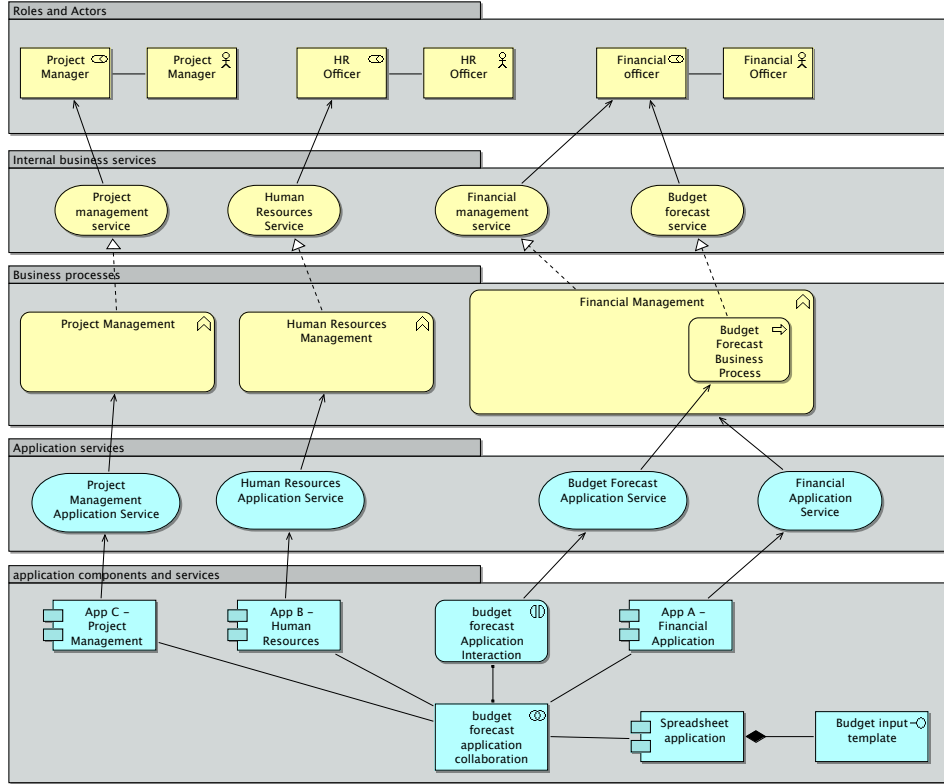 Roles and Actors
Project
Manager
Project
Manager
HR
Officer
HR
Officer
Financial
officer
Financial
Officer
Internal business services
Project
management
service
Human
Resources
Service
Financial
management
service
Budget
forecast
service
Business processes
Project Management
Human Resources
Management
Financial Management
Budget
Forecast
Business
Process
Application services
Project
Management
Application Service
Human Resources
Application Service
Budget Forecast
Application Service
Financial
Application
Service
application components and services
App C –
Project
Management
App B –
Human
Resources
budget
forecast
Application
Interaction
App A –
Financial
Application
budget
forecast
application
collaboration
Spreadsheet
application
Budget input
template